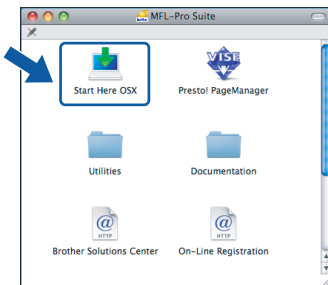 MFL-Pro Suite
Start Here OSX
VISE
Presto! PageManager
Utilities
Documentation
@
HTTP
@
HTTP
Brother Solutions Center
On-Line Registration